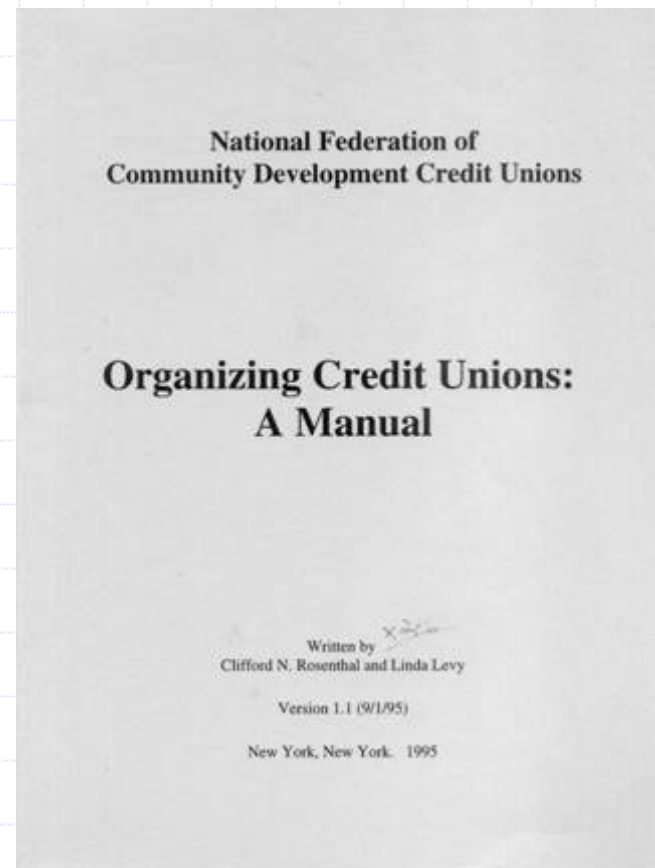 National Federation of
Community Development Credit Unions
Organizing Credit Unions:
A Manual
Written by
Clifford N. Rosenthal and Linda Levy
Version 1.1 (9/1/95)
New York, New York. 1995